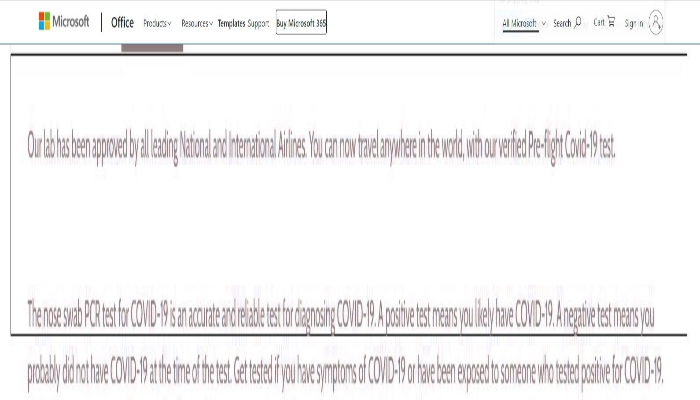 Microsoft Office Products Resources Templates Support Buy Microsoft 365 All Microsoft Search Cart Sign in
Our lab has been approved by all leading National and International Airlines. You can now travel anywhere in the world, with our verified Pre-flight Covid-19 test.
The nose swab PCR test for COVID-19 is an accurate and reliable test for diagnosing COVID-19. A positive test means you likely have COVID-19. A negative test means you
probably did not have COVID-19 at the time of the test. Get tested if you have symptoms of COVID-19 or have been exposed to someone who tested positive for COVID-19.